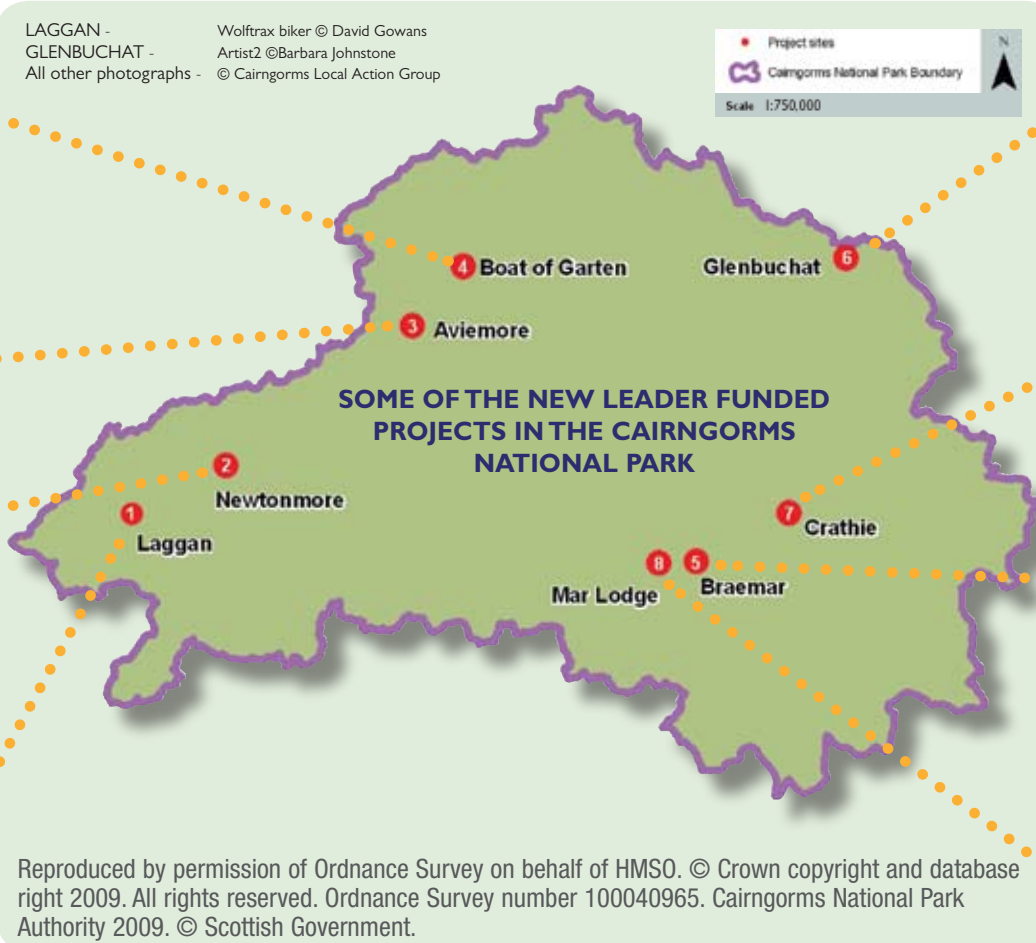 LAGGAN - Wolftrax biker © David Gowans
GLENBUCHAT - Artist2 ©Barbara Johnstone
All other photographs - © Cairngorms Local Action Group
Project sites
Cairngorms National Park Boundary
N
Scale 1:750,000
4 Boat of Garten
Glenbuchat 6
3 Aviemore
SOME OF THE NEW LEADER FUNDED
PROJECTS IN THE CAIRNGORMS
NATIONAL PARK
2
Newtonmore
1
Laggan
7
Crathie
8
Mar Lodge
5
Braemar
Reproduced by permission of Ordnance Survey on behalf of HMSO. © Crown copyright and database
right 2009. All rights reserved. Ordnance Survey number 100040965. Cairngorms National Park
Authority 2009. © Scottish Government.